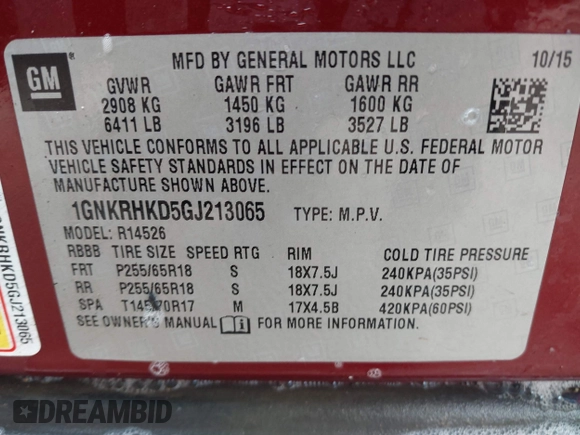 GM
MFD BY GENERAL MOTORS LLC 10/15
GVWR GAWR FRT GAWR RR
2908 KG 1450 KG 1600 KG
6411 LB 3196 LB 3527 LB
THIS VEHICLE CONFORMS TO ALL APPLICABLE U.S. FEDERAL MOTOR
VEHICLE SAFETY STANDARDS IN EFFECT ON THE DATE OF
MANUFACTURE SHOWN ABOVE.
1GNKRHKD5GJ213065 TYPE: M.P.V.
MODEL: R14526
RBBB TIRE SIZE SPEED RTG RIM COLD TIRE PRESSURE
FRT P255/65R18 S 18X7.5J 240KPA(35PSI)
RR P255/65R18 S 18X7.5J 240KPA(35PSI)
SPA T145/70R17 M 17X4.5B 420KPA(60PSI)
SEE OWNER'S MANUAL FOR MORE INFORMATION.
GNKRHKD5GJ213065
DREAMBID